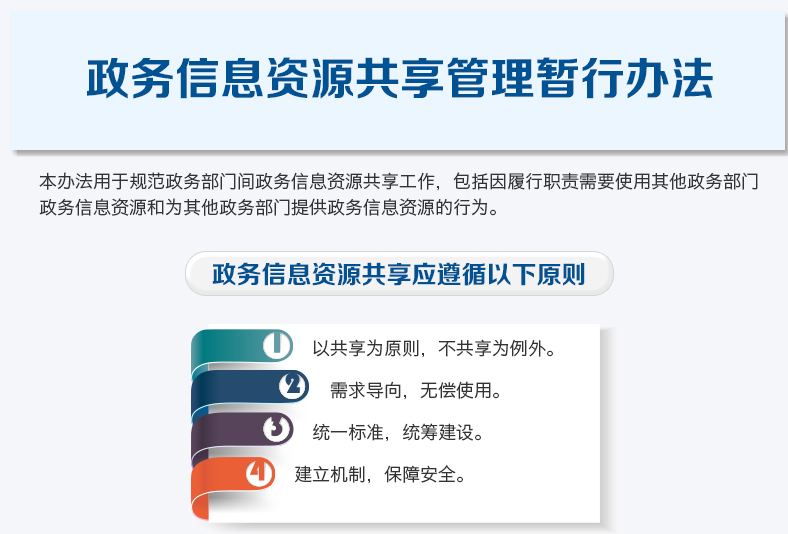 政务信息资源共享管理暂行办法
本办法用于规范政务部门间政务信息资源共享工作，包括因履行职责需要使用其他政务部门
政务信息资源和为其他政务部门提供政务信息资源的行为。
政务信息资源共享应遵循以下原则
1 以共享为原则，不共享为例外。
2 需求导向，无偿使用。
3 统一标准，统筹建设。
4 建立机制，保障安全。